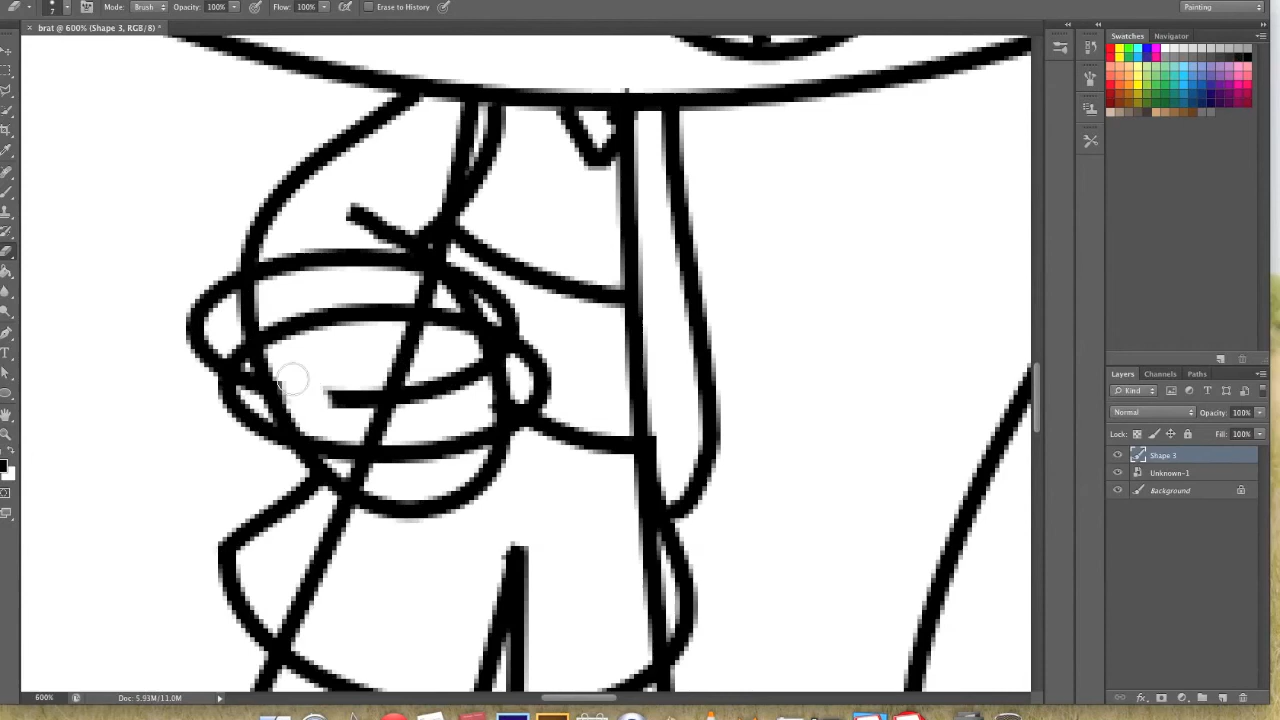 7 Mode: Brush Opacity: 100% Flow: 100% Erase to History Painting
brat @ 600% (Shape 3, RGB/8) *
Swatches Navigator
Layers Channels Paths
Kind
Normal Opacity: 100%
Lock: Fill: 100%
Shape 3
Unknown-1
Background
600% Doc: 5.93M/11.0M